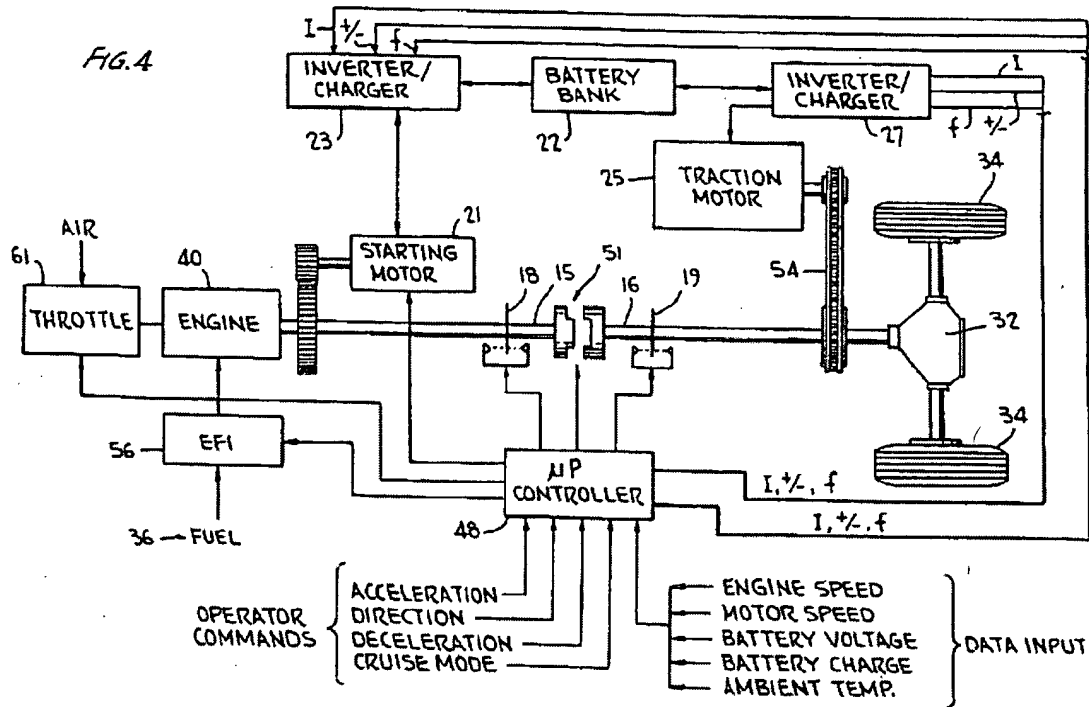 FIG. 4
I
+/-
f
INVERTER/
CHARGER
23
BATTERY
BANK
22
INVERTER/
CHARGER
27
I
+/-
f
25
TRACTION
MOTOR
34
21
STARTING
MOTOR
AIR
61
THROTTLE
40
ENGINE
18
15
51
16
19
54
32
34
56
EFI
36
FUEL
µP
CONTROLLER
48
I, +/-, f
I, +/-, f
OPERATOR
COMMANDS
ACCELERATION
DIRECTION
DECELERATION
CRUISE MODE
ENGINE SPEED
MOTOR SPEED
BATTERY VOLTAGE
BATTERY CHARGE
AMBIENT TEMP.
DATA INPUT